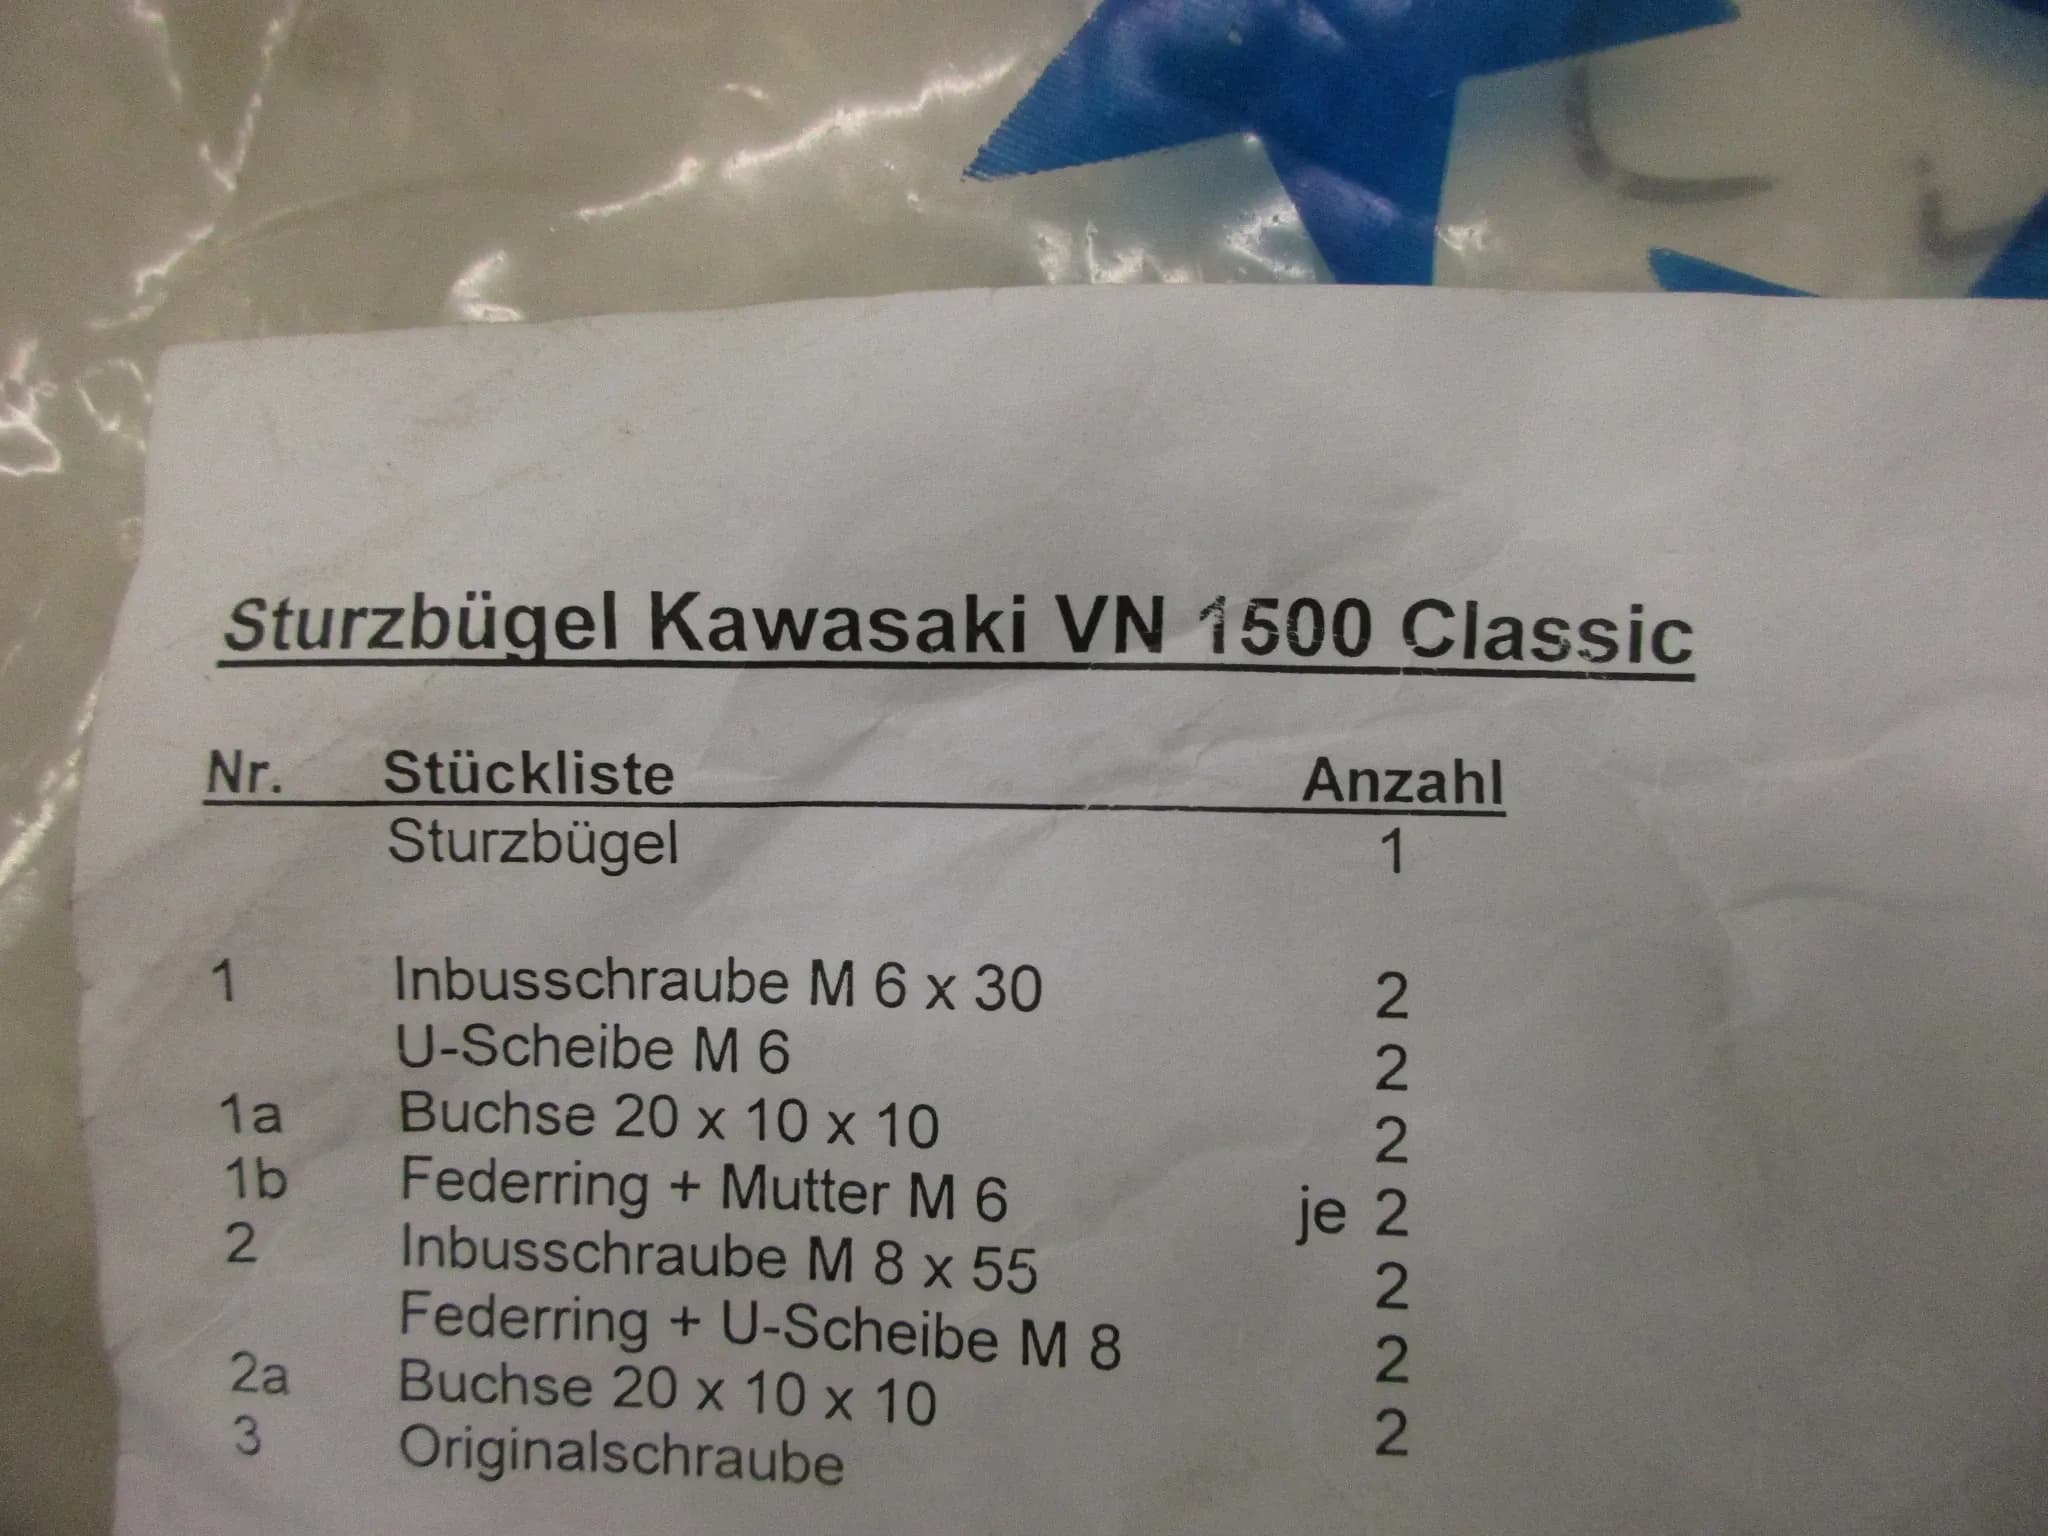 Sturzbügel Kawasaki VN 1500 Classic
Nr. Stückliste Anzahl
Sturzbügel 1
1 Inbusschraube M 6 x 30 2
U-Scheibe M 6 2
1a Buchse 20 x 10 x 10 2
1b Federring + Mutter M 6 je 2
2 Inbusschraube M 8 x 55 2
Federring + U-Scheibe M 8 2
2a Buchse 20 x 10 x 10 2
3 Originalschraube